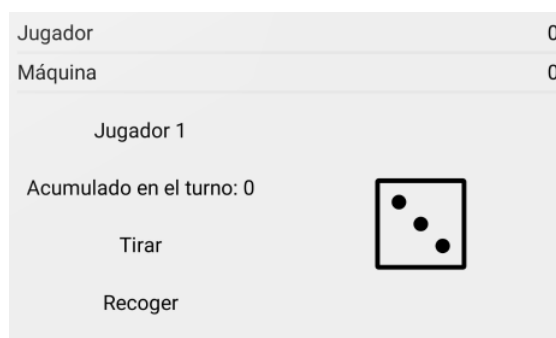 Jugador 0
Máquina 0
Jugador 1
Acumulado en el turno: 0
Tirar
Recoger